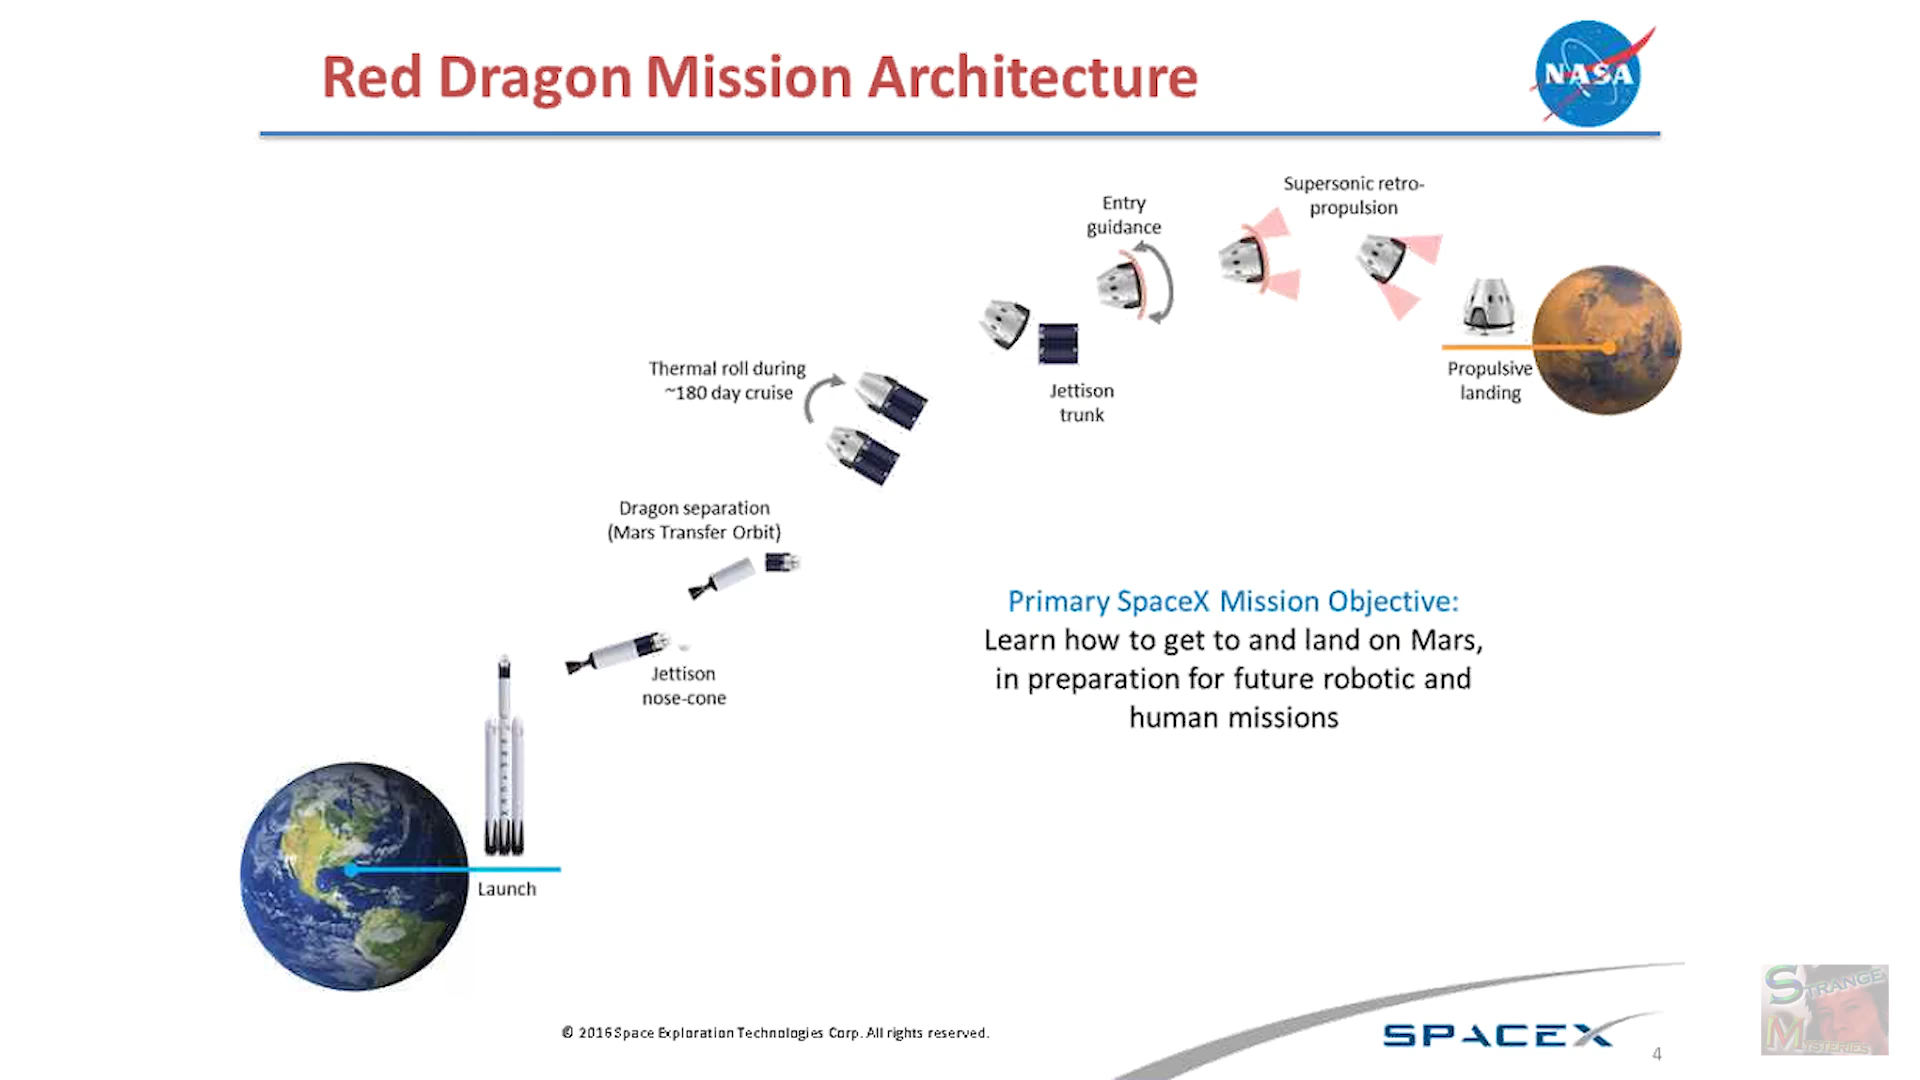 Red Dragon Mission Architecture
NASA
Supersonic retro-
propulsion
Entry
guidance
Jettison
trunk
Propulsive
landing
Thermal roll during
~180 day cruise
Dragon separation
(Mars Transfer Orbit)
Jettison
nose-cone
Launch
Primary SpaceX Mission Objective:
Learn how to get to and land on Mars,
in preparation for future robotic and
human missions
© 2016 Space Exploration Technologies Corp. All rights reserved.
SPACEX
4
STRANGE
MYSTERIES